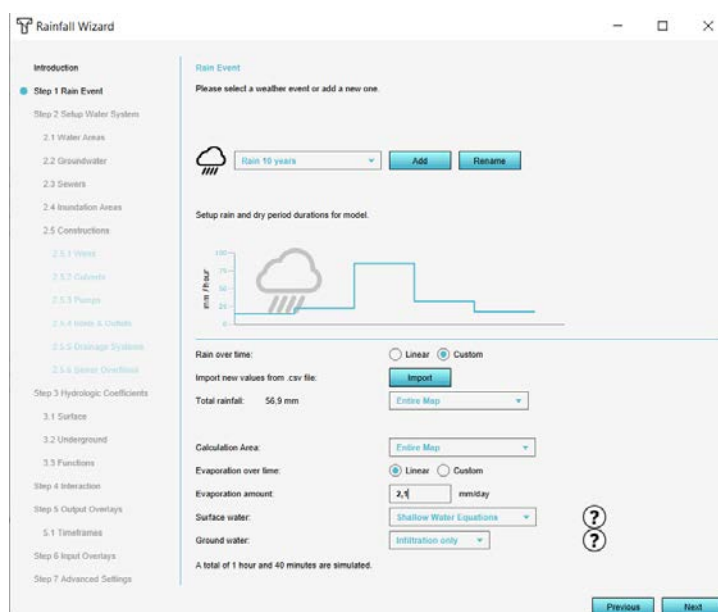 Rainfall Wizard
Introduction
Step 1 Rain Event
Step 2 Setup Water System
2.1 Water Areas
2.2 Groundwater
2.3 Sewers
2.4 Inundation Areas
2.5 Constructions
2.5.1 Weirs
2.5.2 Culverts
2.5.3 Pumps
2.5.4 Inlets & Outlets
2.5.5 Drainage Systems
2.5.6 Sewer Overflows
Step 3 Hydrologic Coefficients
3.1 Surface
3.2 Underground
3.3 Functions
Step 4 Interaction
Step 5 Output Overlays
5.1 Timeframes
Step 6 Input Overlays
Step 7 Advanced Settings
Rain Event
Please select a weather event or add a new one.
Rain 10 years
Add
Rename
Setup rain and dry period durations for model.
mm / hour
100
75
50
25
0
Rain over time: Linear Custom
Import new values from .csv file: Import
Total rainfall: 56,9 mm Entire Map
Calculation Area: Entire Map
Evaporation over time: Linear Custom
Evaporation amount: 2,1 mm/day
Surface water: Shallow Water Equations ?
Ground water: Infiltration only ?
A total of 1 hour and 40 minutes are simulated.
Previous
Next